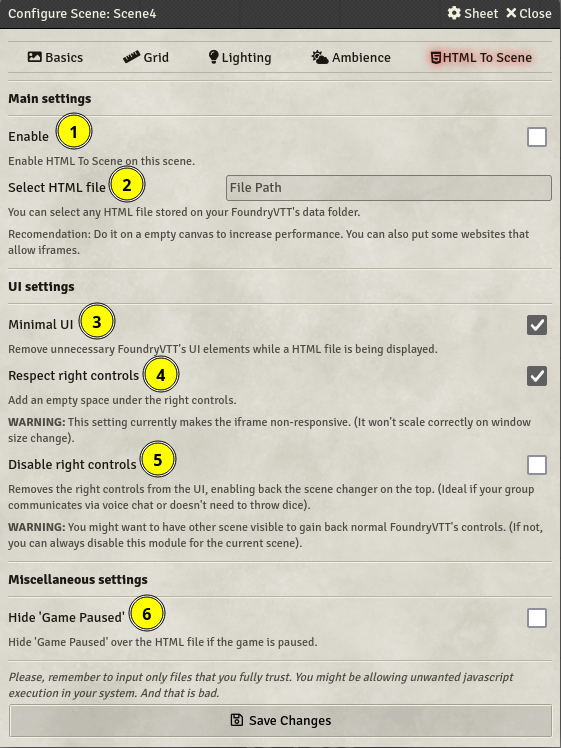 Configure Scene: Scene4 Sheet Close
Basics Grid Lighting Ambience HTML To Scene
Main settings
Enable 1
Enable HTML To Scene on this scene.
Select HTML file 2 File Path
You can select any HTML file stored on your FoundryVTT's data folder.
Recomendation: Do it on a empty canvas to increase performance. You can also put some websites that
allow iframes.
UI settings
Minimal UI 3
Remove unnecessary FoundryVTT's UI elements while a HTML file is being displayed.
Respect right controls 4
Add an empty space under the right controls.
WARNING: This setting currently makes the iframe non-responsive. (It won't scale correctly on window
size change).
Disable right controls 5
Removes the right controls from the UI, enabling back the scene changer on the top. (Ideal if your group
communicates via voice chat or doesn't need to throw dice).
WARNING: You might want to have other scene visible to gain back normal FoundryVTT's controls. (If not,
you can always disable this module for the current scene).
Miscellaneous settings
Hide 'Game Paused' 6
Hide 'Game Paused' over the HTML file if the game is paused.
Please, remember to input only files that you fully trust. You might be allowing unwanted javascript
execution in your system. And that is bad.
Save Changes